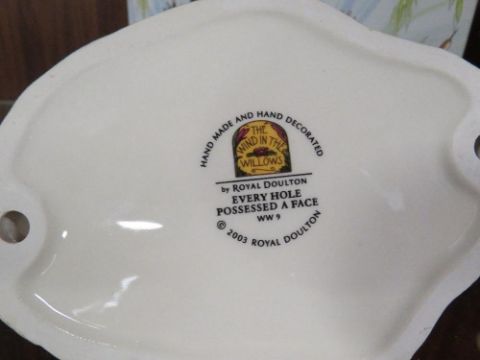 HAND MADE AND HAND DECORATED
THE
WIND IN THE
WILLOWS
by ROYAL DOULTON
EVERY HOLE
POSSESSED A FACE
WW 9
© 2003 ROYAL DOULTON